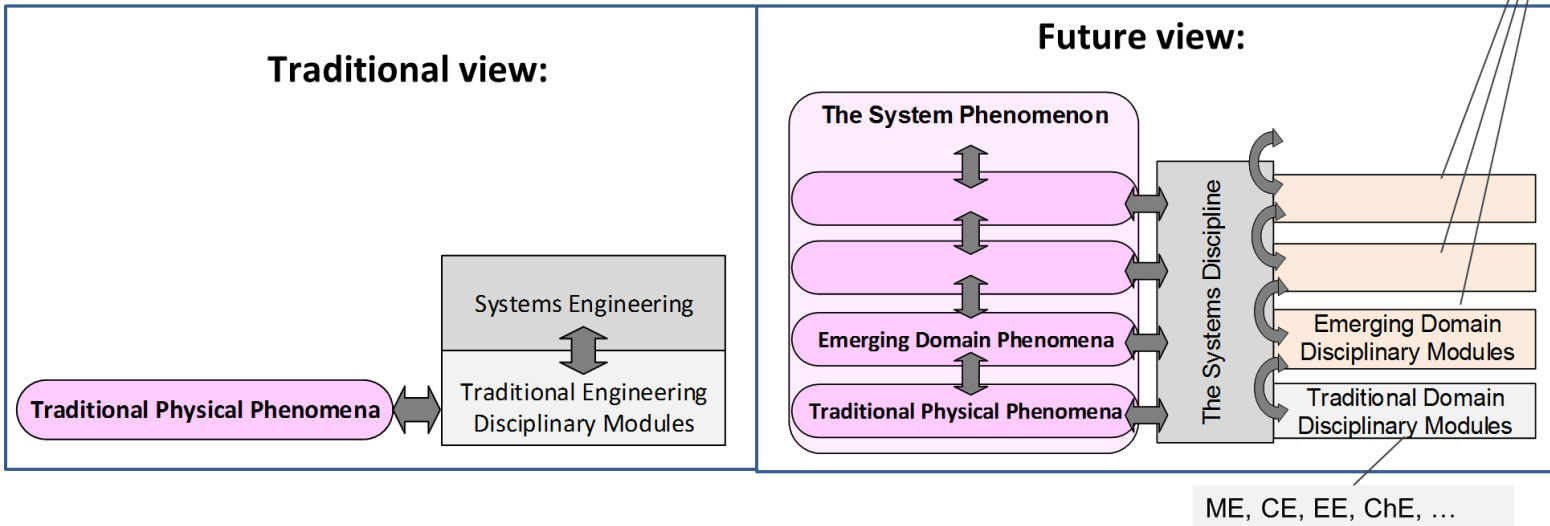 Traditional view:
Systems Engineering
Traditional Engineering
Disciplinary Modules
Traditional Physical Phenomena
Future view:
The System Phenomenon
Emerging Domain Phenomena
Traditional Physical Phenomena
The Systems Discipline
Emerging Domain
Disciplinary Modules
Traditional Domain
Disciplinary Modules
ME, CE, EE, ChE, …